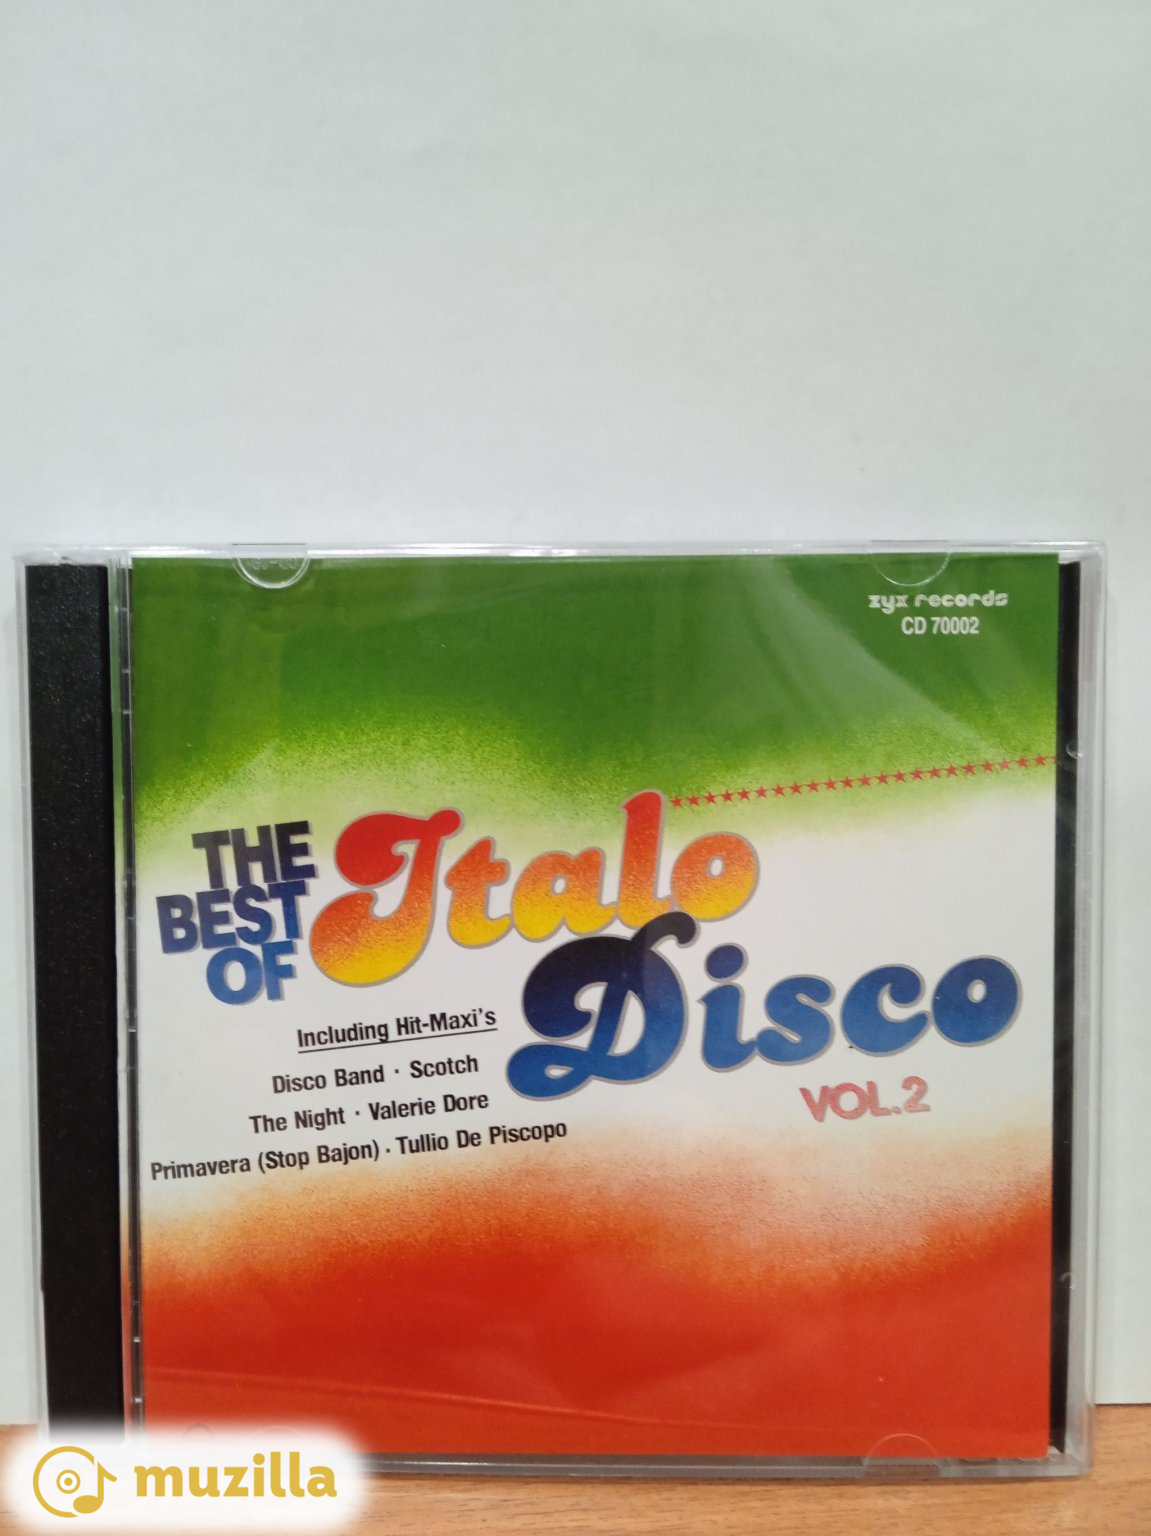 zyx records
CD 70002
THE
BEST
OF
Italo
Disco
VOL.2
Including Hit-Maxi's
Disco Band · Scotch
The Night · Valerie Dore
Primavera (Stop Bajon) · Tullio De Piscopo
muzilla